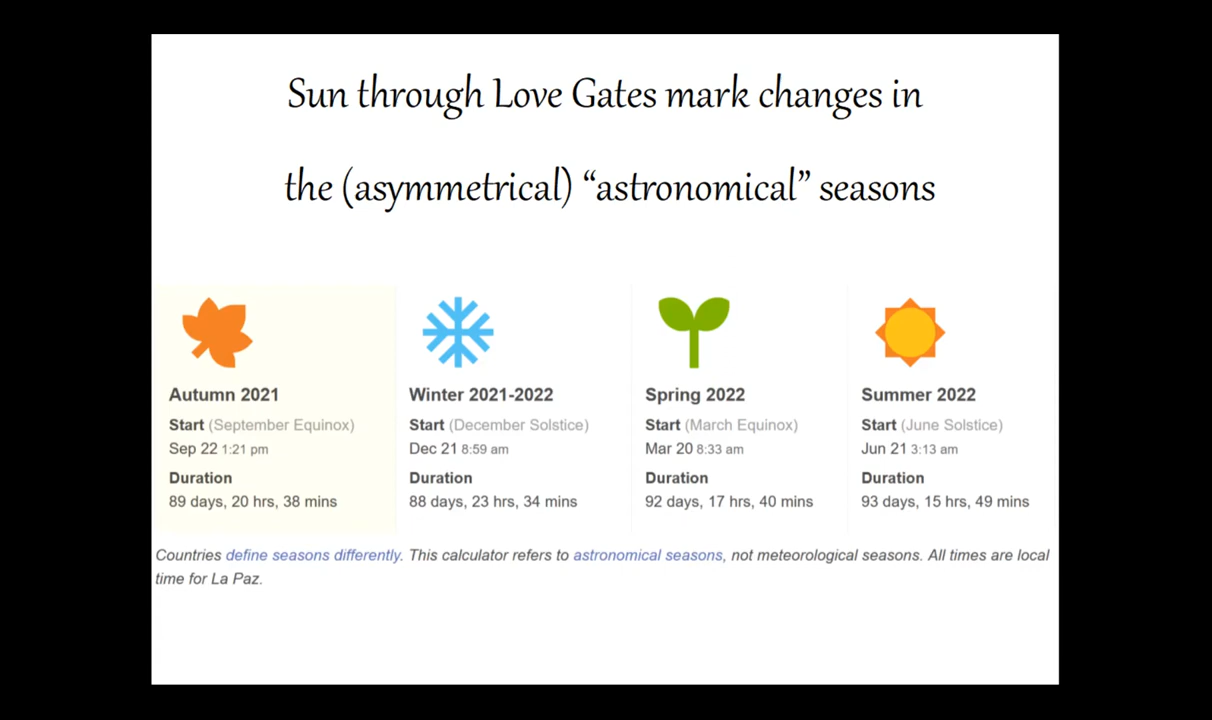 Sun through Love Gates mark changes in
the (asymmetrical) “astronomical” seasons
Autumn 2021
Start (September Equinox)
Sep 22 1:21 pm
Duration
89 days, 20 hrs, 38 mins
Winter 2021-2022
Start (December Solstice)
Dec 21 8:59 am
Duration
88 days, 23 hrs, 34 mins
Spring 2022
Start (March Equinox)
Mar 20 8:33 am
Duration
92 days, 17 hrs, 40 mins
Summer 2022
Start (June Solstice)
Jun 21 3:13 am
Duration
93 days, 15 hrs, 49 mins
Countries define seasons differently. This calculator refers to astronomical seasons, not meteorological seasons. All times are local
time for La Paz.